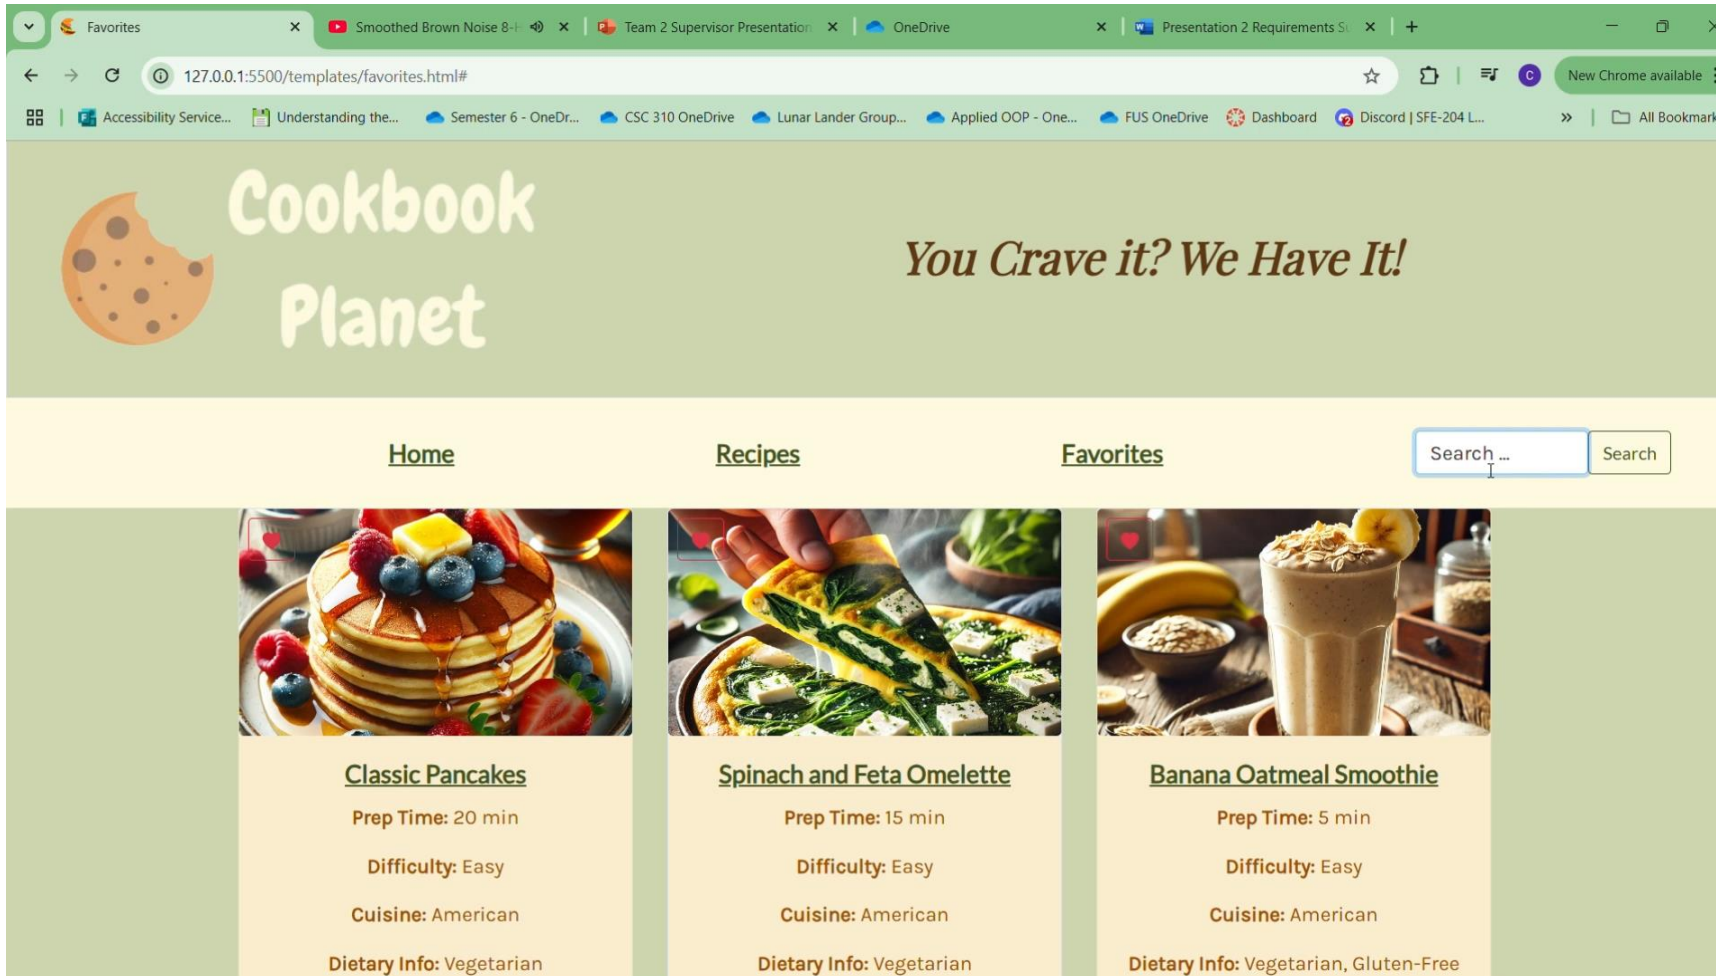 Favorites
Smoothed Brown Noise 8-H
Team 2 Supervisor Presentation
OneDrive
Presentation 2 Requirements S
127.0.0.1:5500/templates/favorites.html#
C
New Chrome available
Accessibility Service...
Understanding the...
Semester 6 - OneDr...
CSC 310 OneDrive
Lunar Lander Group...
Applied OOP - One...
FUS OneDrive
Dashboard
Discord | SFE-204 L...
All Bookmark
Cookbook
Planet
You Crave it? We Have It!
Home
Recipes
Favorites
Search ...
Search
Classic Pancakes
Prep Time: 20 min
Difficulty: Easy
Cuisine: American
Dietary Info: Vegetarian
Spinach and Feta Omelette
Prep Time: 15 min
Difficulty: Easy
Cuisine: American
Dietary Info: Vegetarian
Banana Oatmeal Smoothie
Prep Time: 5 min
Difficulty: Easy
Cuisine: American
Dietary Info: Vegetarian, Gluten-Free